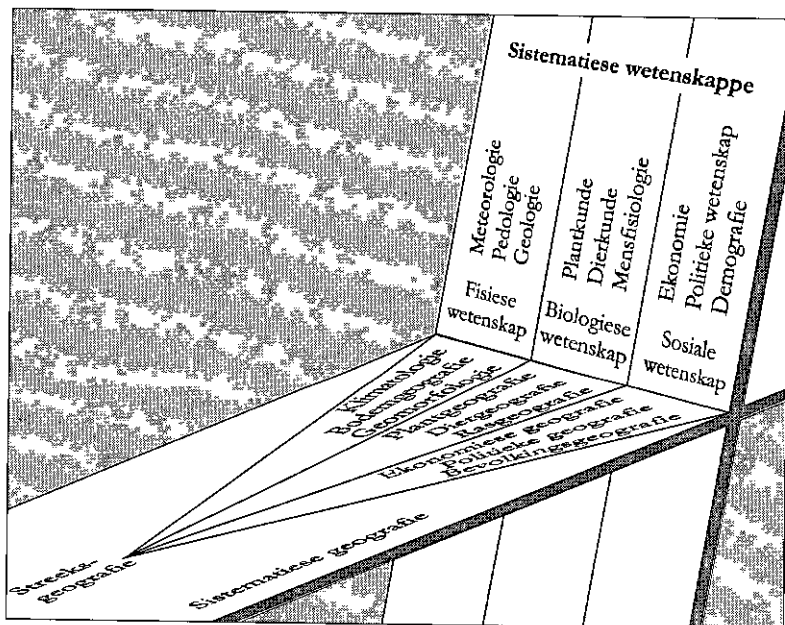 Sistematiese wetenskappe
Meteorologie
Pedologie
Geologie
Plantkunde
Dierkunde
Mensfisiologie
Ekonomie
Politieke wetenskap
Demografie
Fisiese
wetenskap
Biologiese
wetenskap
Sosiale
wetenskap
Klimatologie
Bodemgeografie
Geomorfologie
Plantgeografie
Diergeografie
Rasgeografie
Ekonomiese geografie
Politieke geografie
Bevolkingsgeografie
Streeks-
geografie
Sistematiese geografie